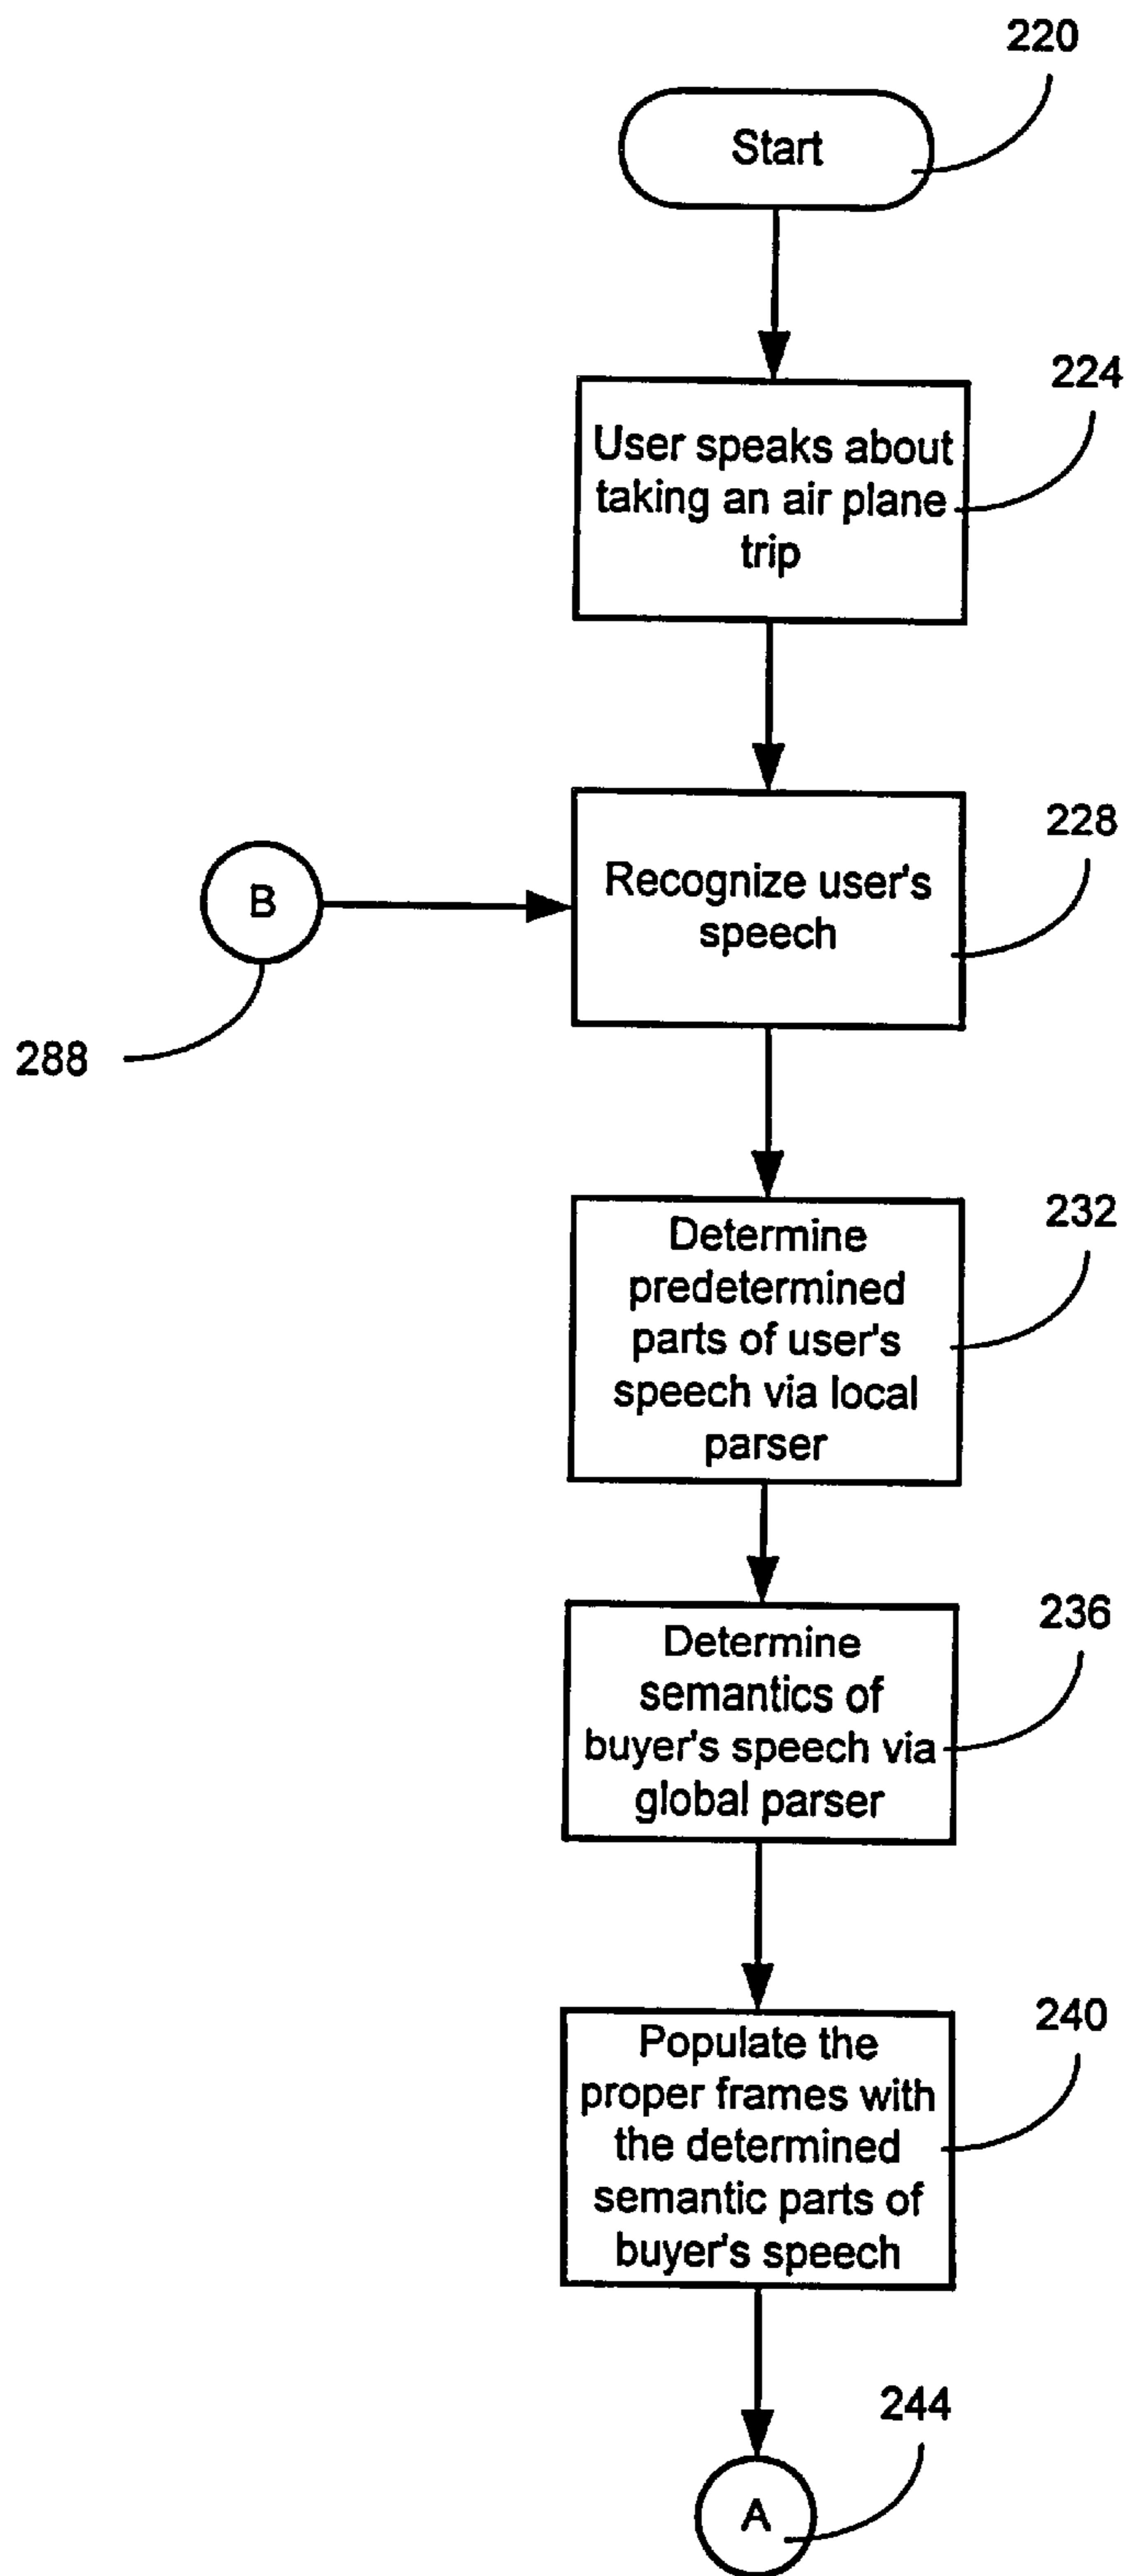 220
Start
224
User speaks about
taking an air plane
trip
228
B
Recognize user's
speech
288
232
Determine
predetermined
parts of user's
speech via local
parser
236
Determine
semantics of
buyer's speech via
global parser
240
Populate the
proper frames with
the determined
semantic parts of
buyer's speech
244
A